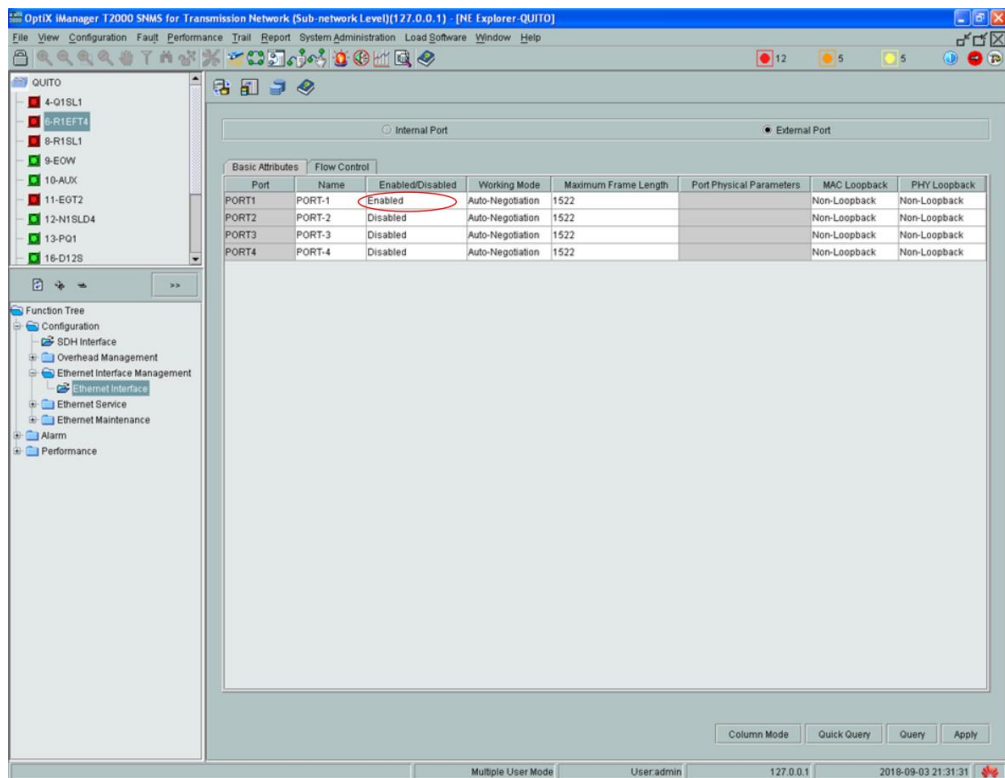 OptiX iManager T2000 SNMS for Transmission Network (Sub-network Level)(127.0.0.1) - [NE Explorer-QUITO]
File View Configuration Fault Performance Trail Report System Administration Load Software Window Help
12 5 5
QUITO
4-Q1SL1
6-R1EFT4
8-R1SL1
9-EOW
10-AUX
11-EGT2
12-N1SLD4
13-PQ1
16-D12S
>>
Function Tree
Configuration
SDH Interface
Overhead Management
Ethernet Interface Management
Ethernet Interface
Ethernet Service
Ethernet Maintenance
Alarm
Performance
Internal Port External Port
Basic Attributes Flow Control
Port Name Enabled/Disabled Working Mode Maximum Frame Length Port Physical Parameters MAC Loopback PHY Loopback
PORT1 PORT-1 Enabled Auto-Negotiation 1522 Non-Loopback Non-Loopback
PORT2 PORT-2 Disabled Auto-Negotiation 1522 Non-Loopback Non-Loopback
PORT3 PORT-3 Disabled Auto-Negotiation 1522 Non-Loopback Non-Loopback
PORT4 PORT-4 Disabled Auto-Negotiation 1522 Non-Loopback Non-Loopback
Column Mode Quick Query Query Apply
Multiple User Mode User:admin 127.0.0.1 2018-09-03 21:31:31